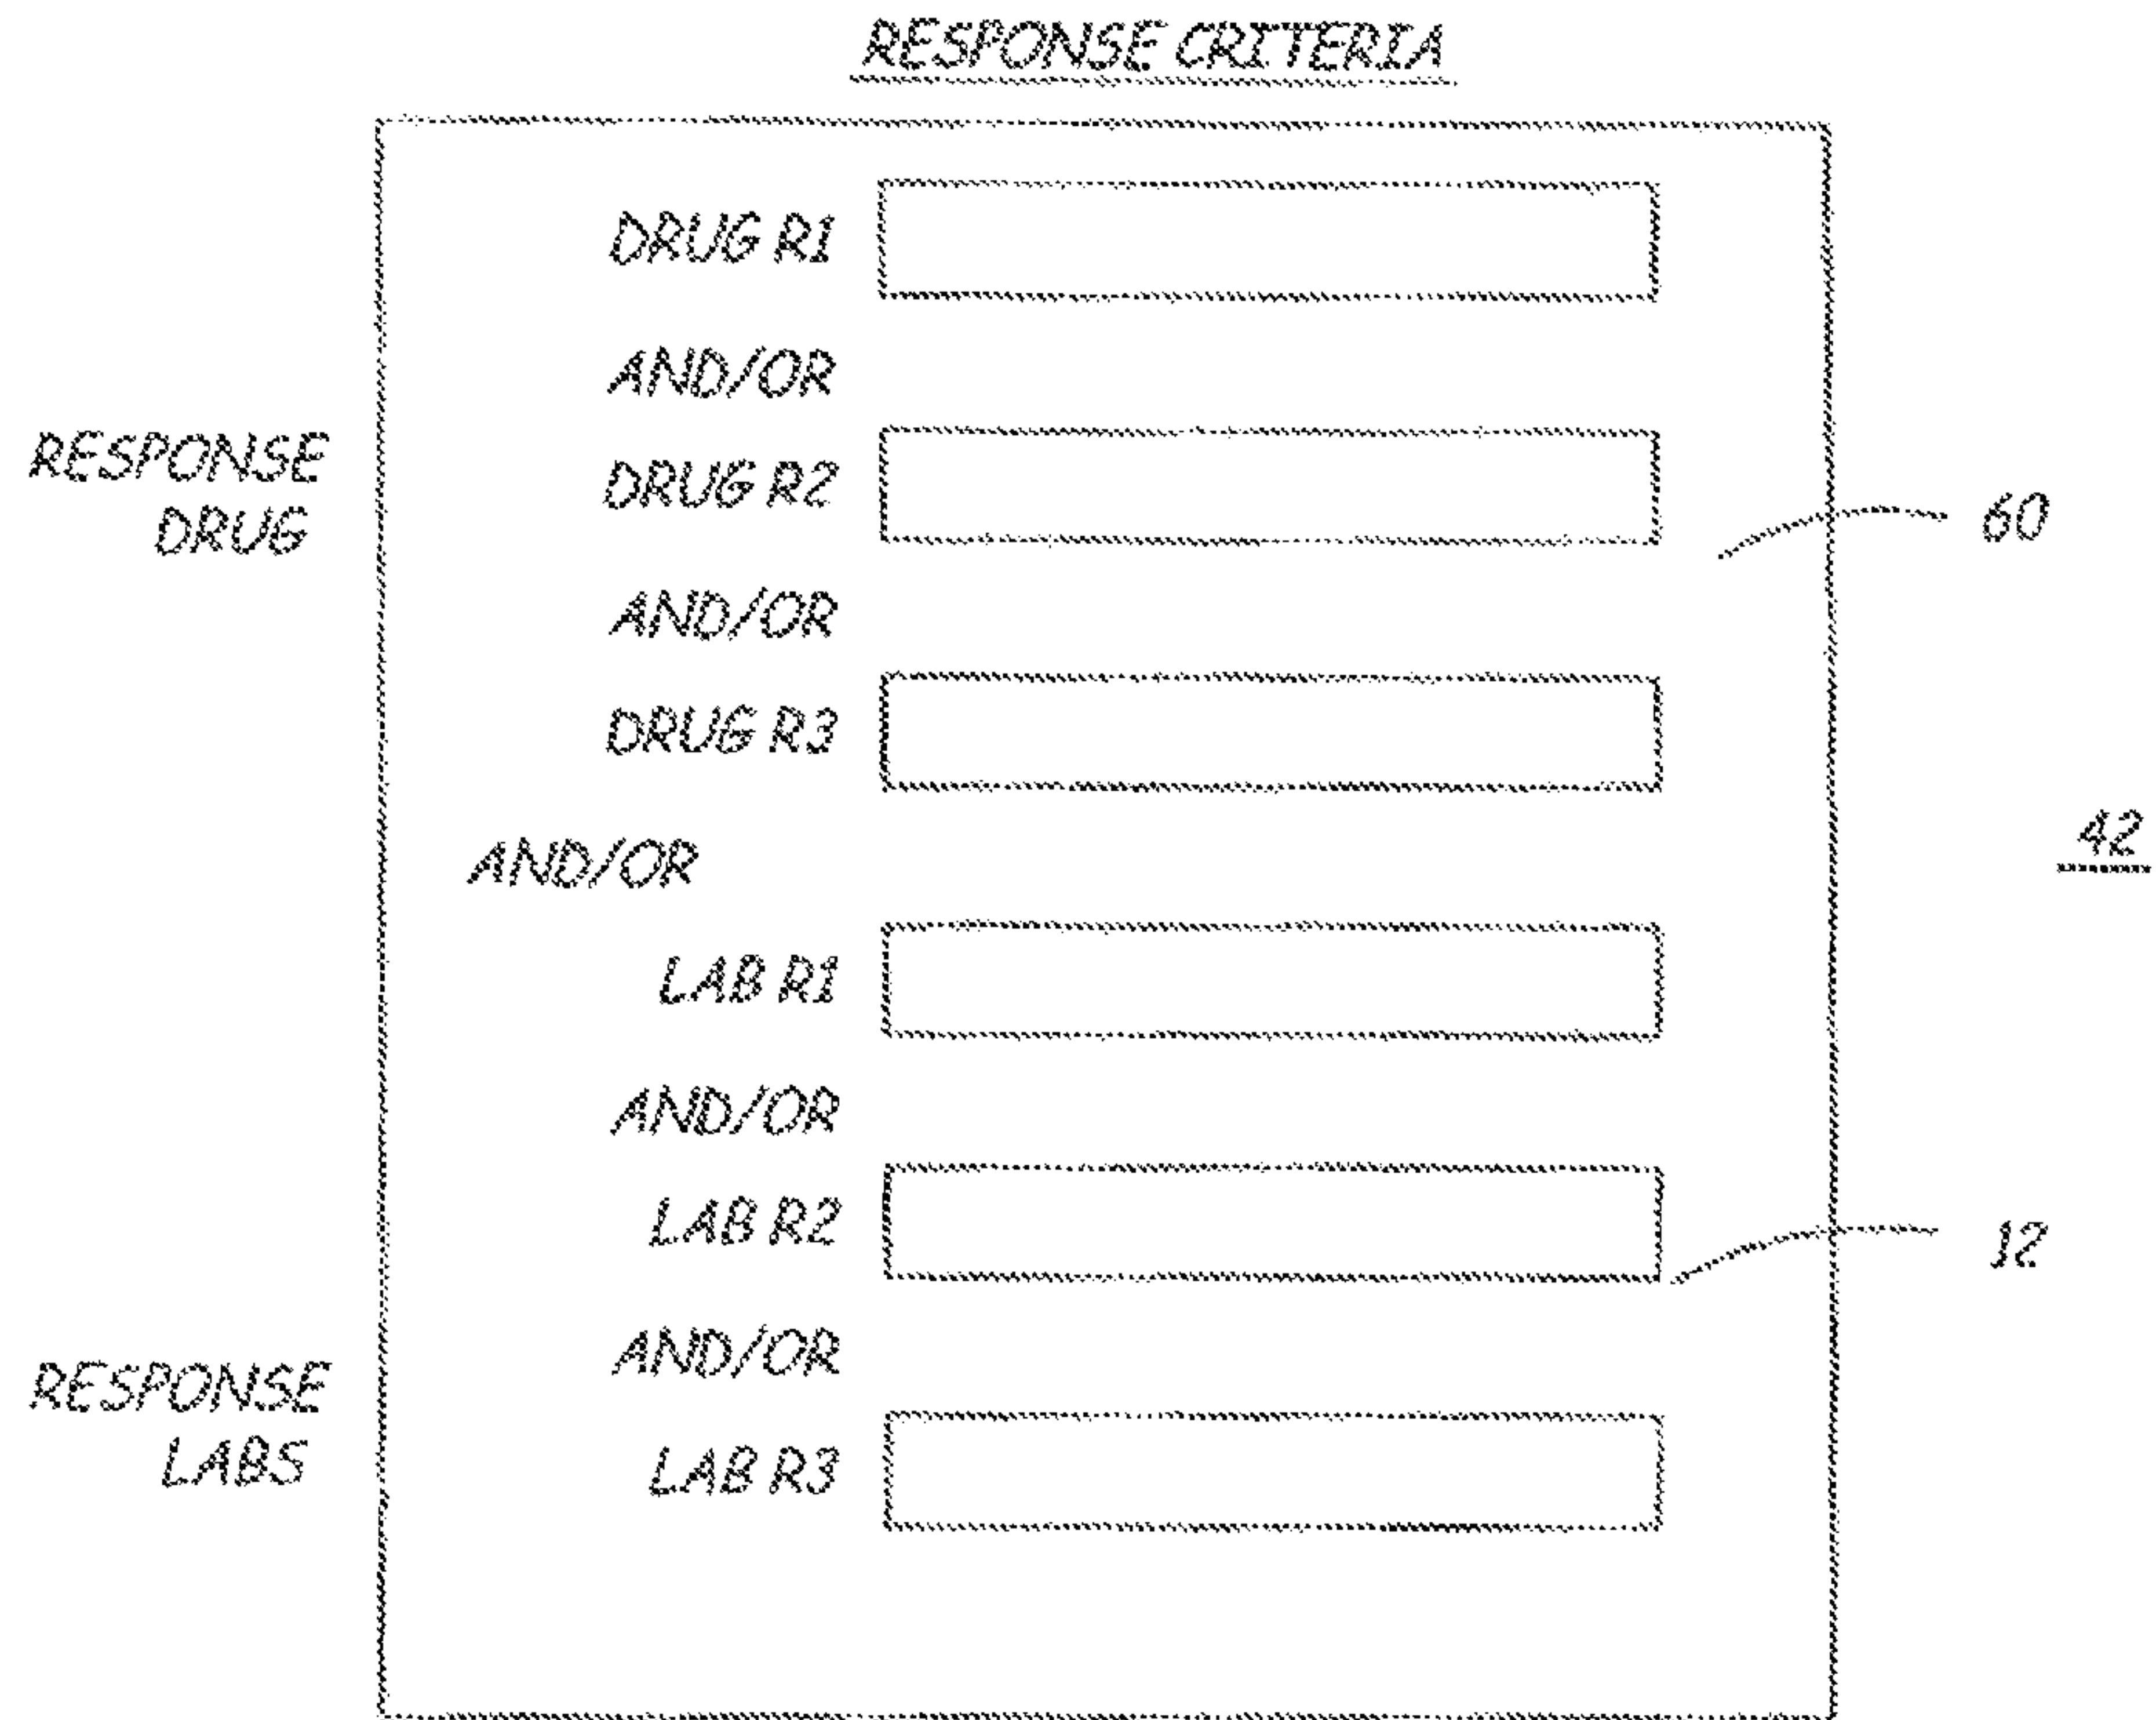 RESPONSE CRITERIA
DRUG R1
AND/OR
RESPONSE
DRUG
DRUG R2
60
AND/OR
DRUG R3
42
AND/OR
LAB R1
AND/OR
LAB R2
12
AND/OR
RESPONSE
LABS
LAB R3